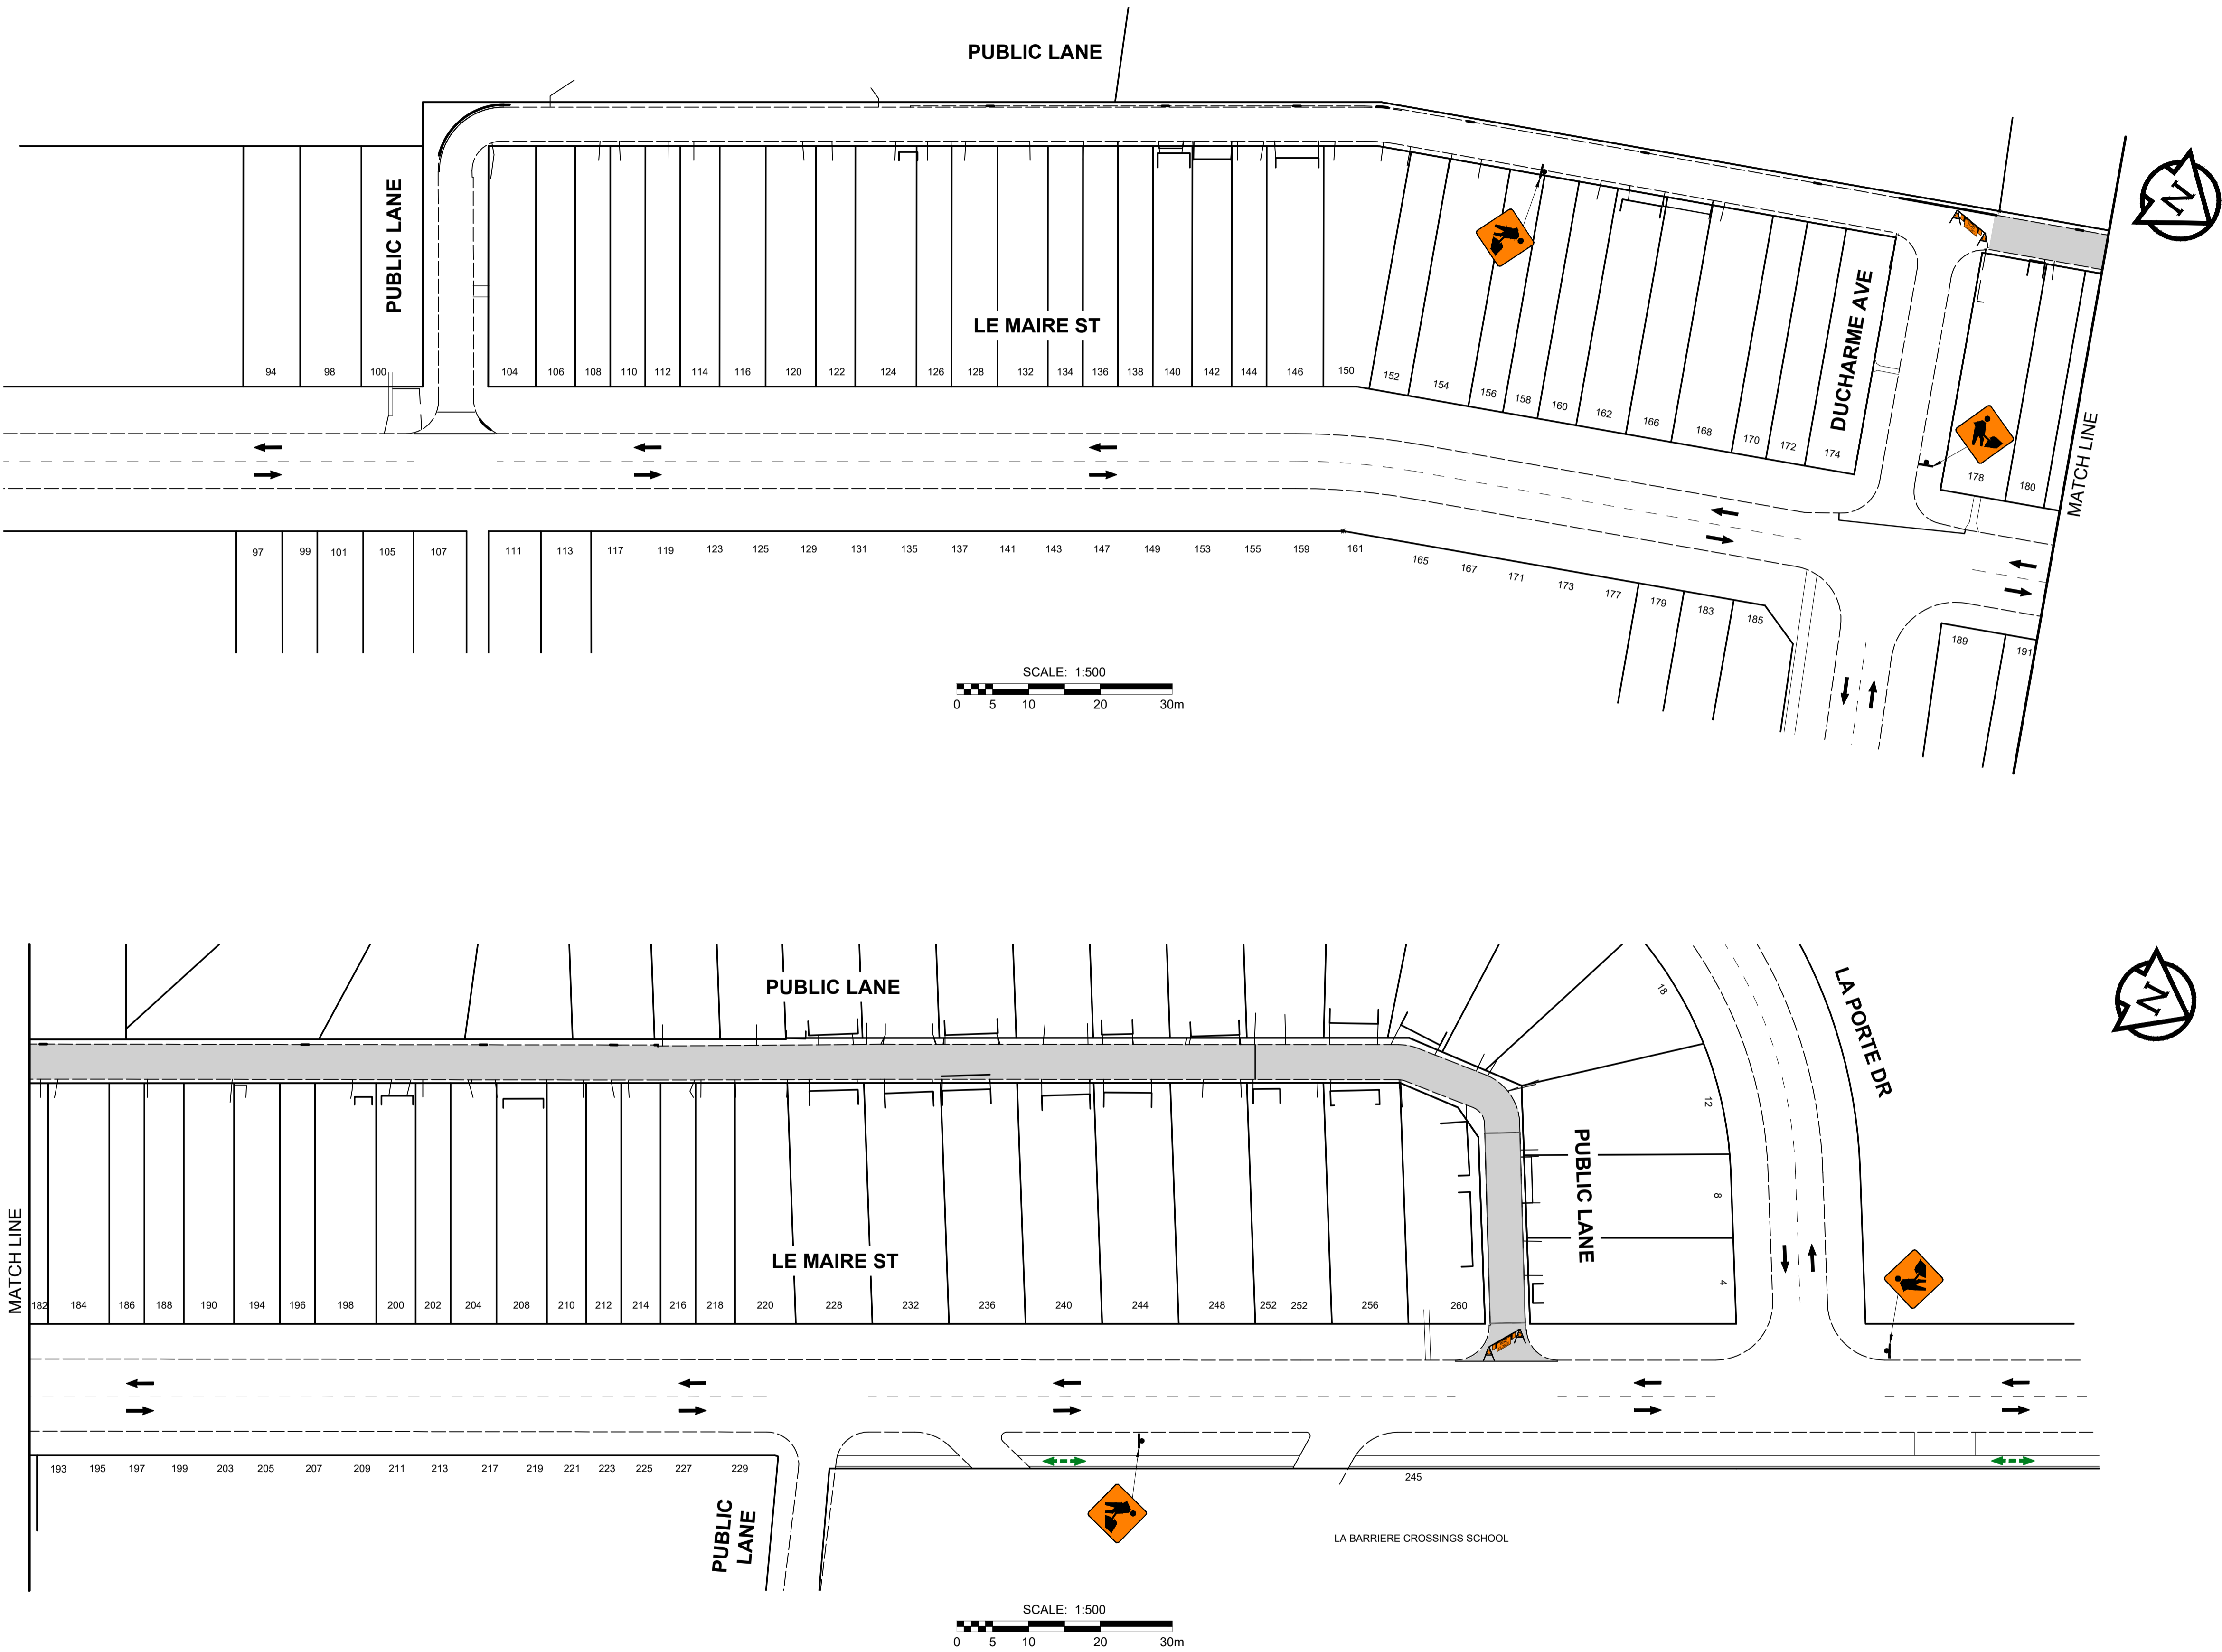 PUBLIC LANE
PUBLIC LANE
LE MAIRE ST
DUCHARME AVE
N
MATCH LINE
94 98 100 104 106 108 110 112 114 116 120 122 124 126 128 132 134 136 138 140 142 144 146 150 152 154 156 158 160 162 166 168 170 172 174 178 180
97 99 101 105 107 111 113 117 119 123 125 129 131 135 137 141 143 147 149 153 155 159 161 165 167 171 173 177 179 183 185 189 191
SCALE: 1:500
0 5 10 20 30m
PUBLIC LANE
LA PORTE DR
N
18
12
8
4
PUBLIC LANE
LE MAIRE ST
MATCH LINE
182 184 186 188 190 194 196 198 200 202 204 208 210 212 214 216 218 220 228 232 236 240 244 248 252 252 256 260
193 195 197 199 203 205 207 209 211 213 217 219 221 223 225 227 229 245
PUBLIC
LANE
LA BARRIERE CROSSINGS SCHOOL
SCALE: 1:500
0 5 10 20 30m